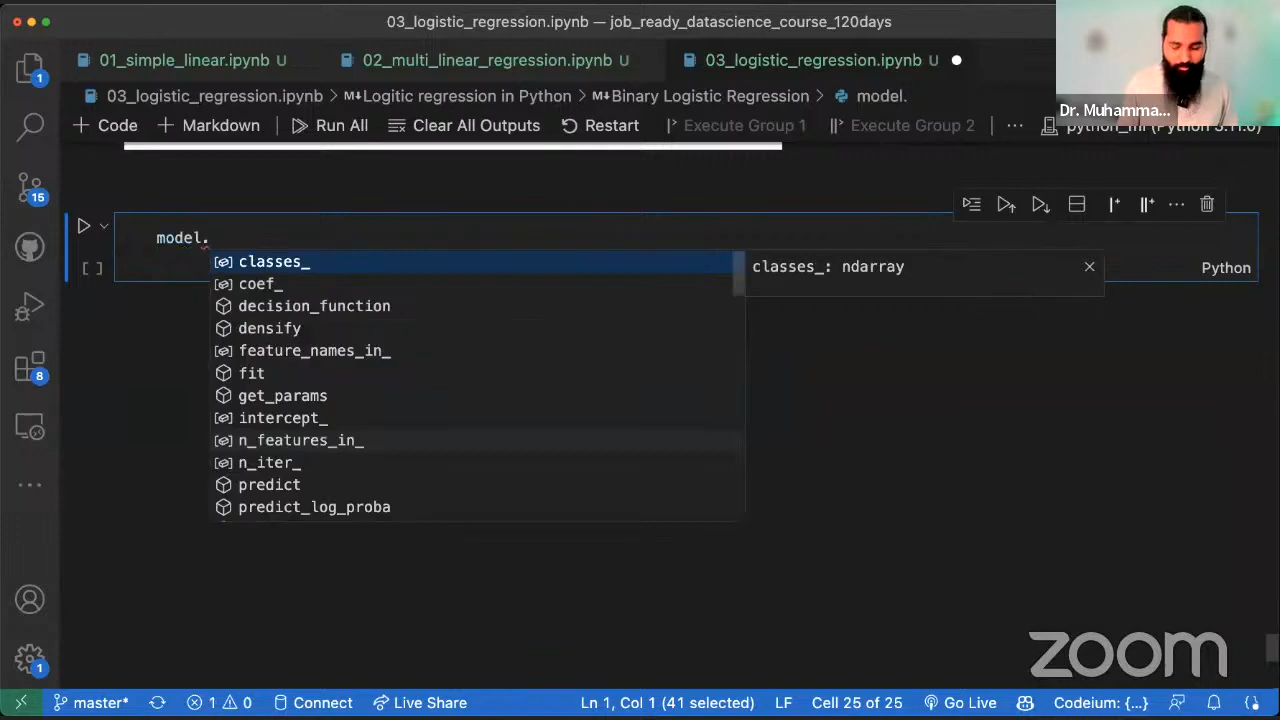 03_logistic_regression.ipynb — job_ready_datascience_course_120days
01_simple_linear.ipynb U
02_multi_linear_regression.ipynb U
03_logistic_regression.ipynb U
03_logistic_regression.ipynb > M↓Logitic regression in Python > M↓Binary Logistic Regression > model.
+ Code + Markdown | Run All Clear All Outputs Restart | Execute Group 1 Execute Group 2 ...
Dr. Muhamma...
model.
classes_
classes_: ndarray
Python
coef_
decision_function
densify
feature_names_in_
fit
get_params
intercept_
n_features_in_
n_iter_
predict
predict_log_proba
[ ]
1
15
8
1
zoom
master* 1 0 Connect Live Share Ln 1, Col 1 (41 selected) LF Cell 25 of 25 Go Live Codeium: {...}